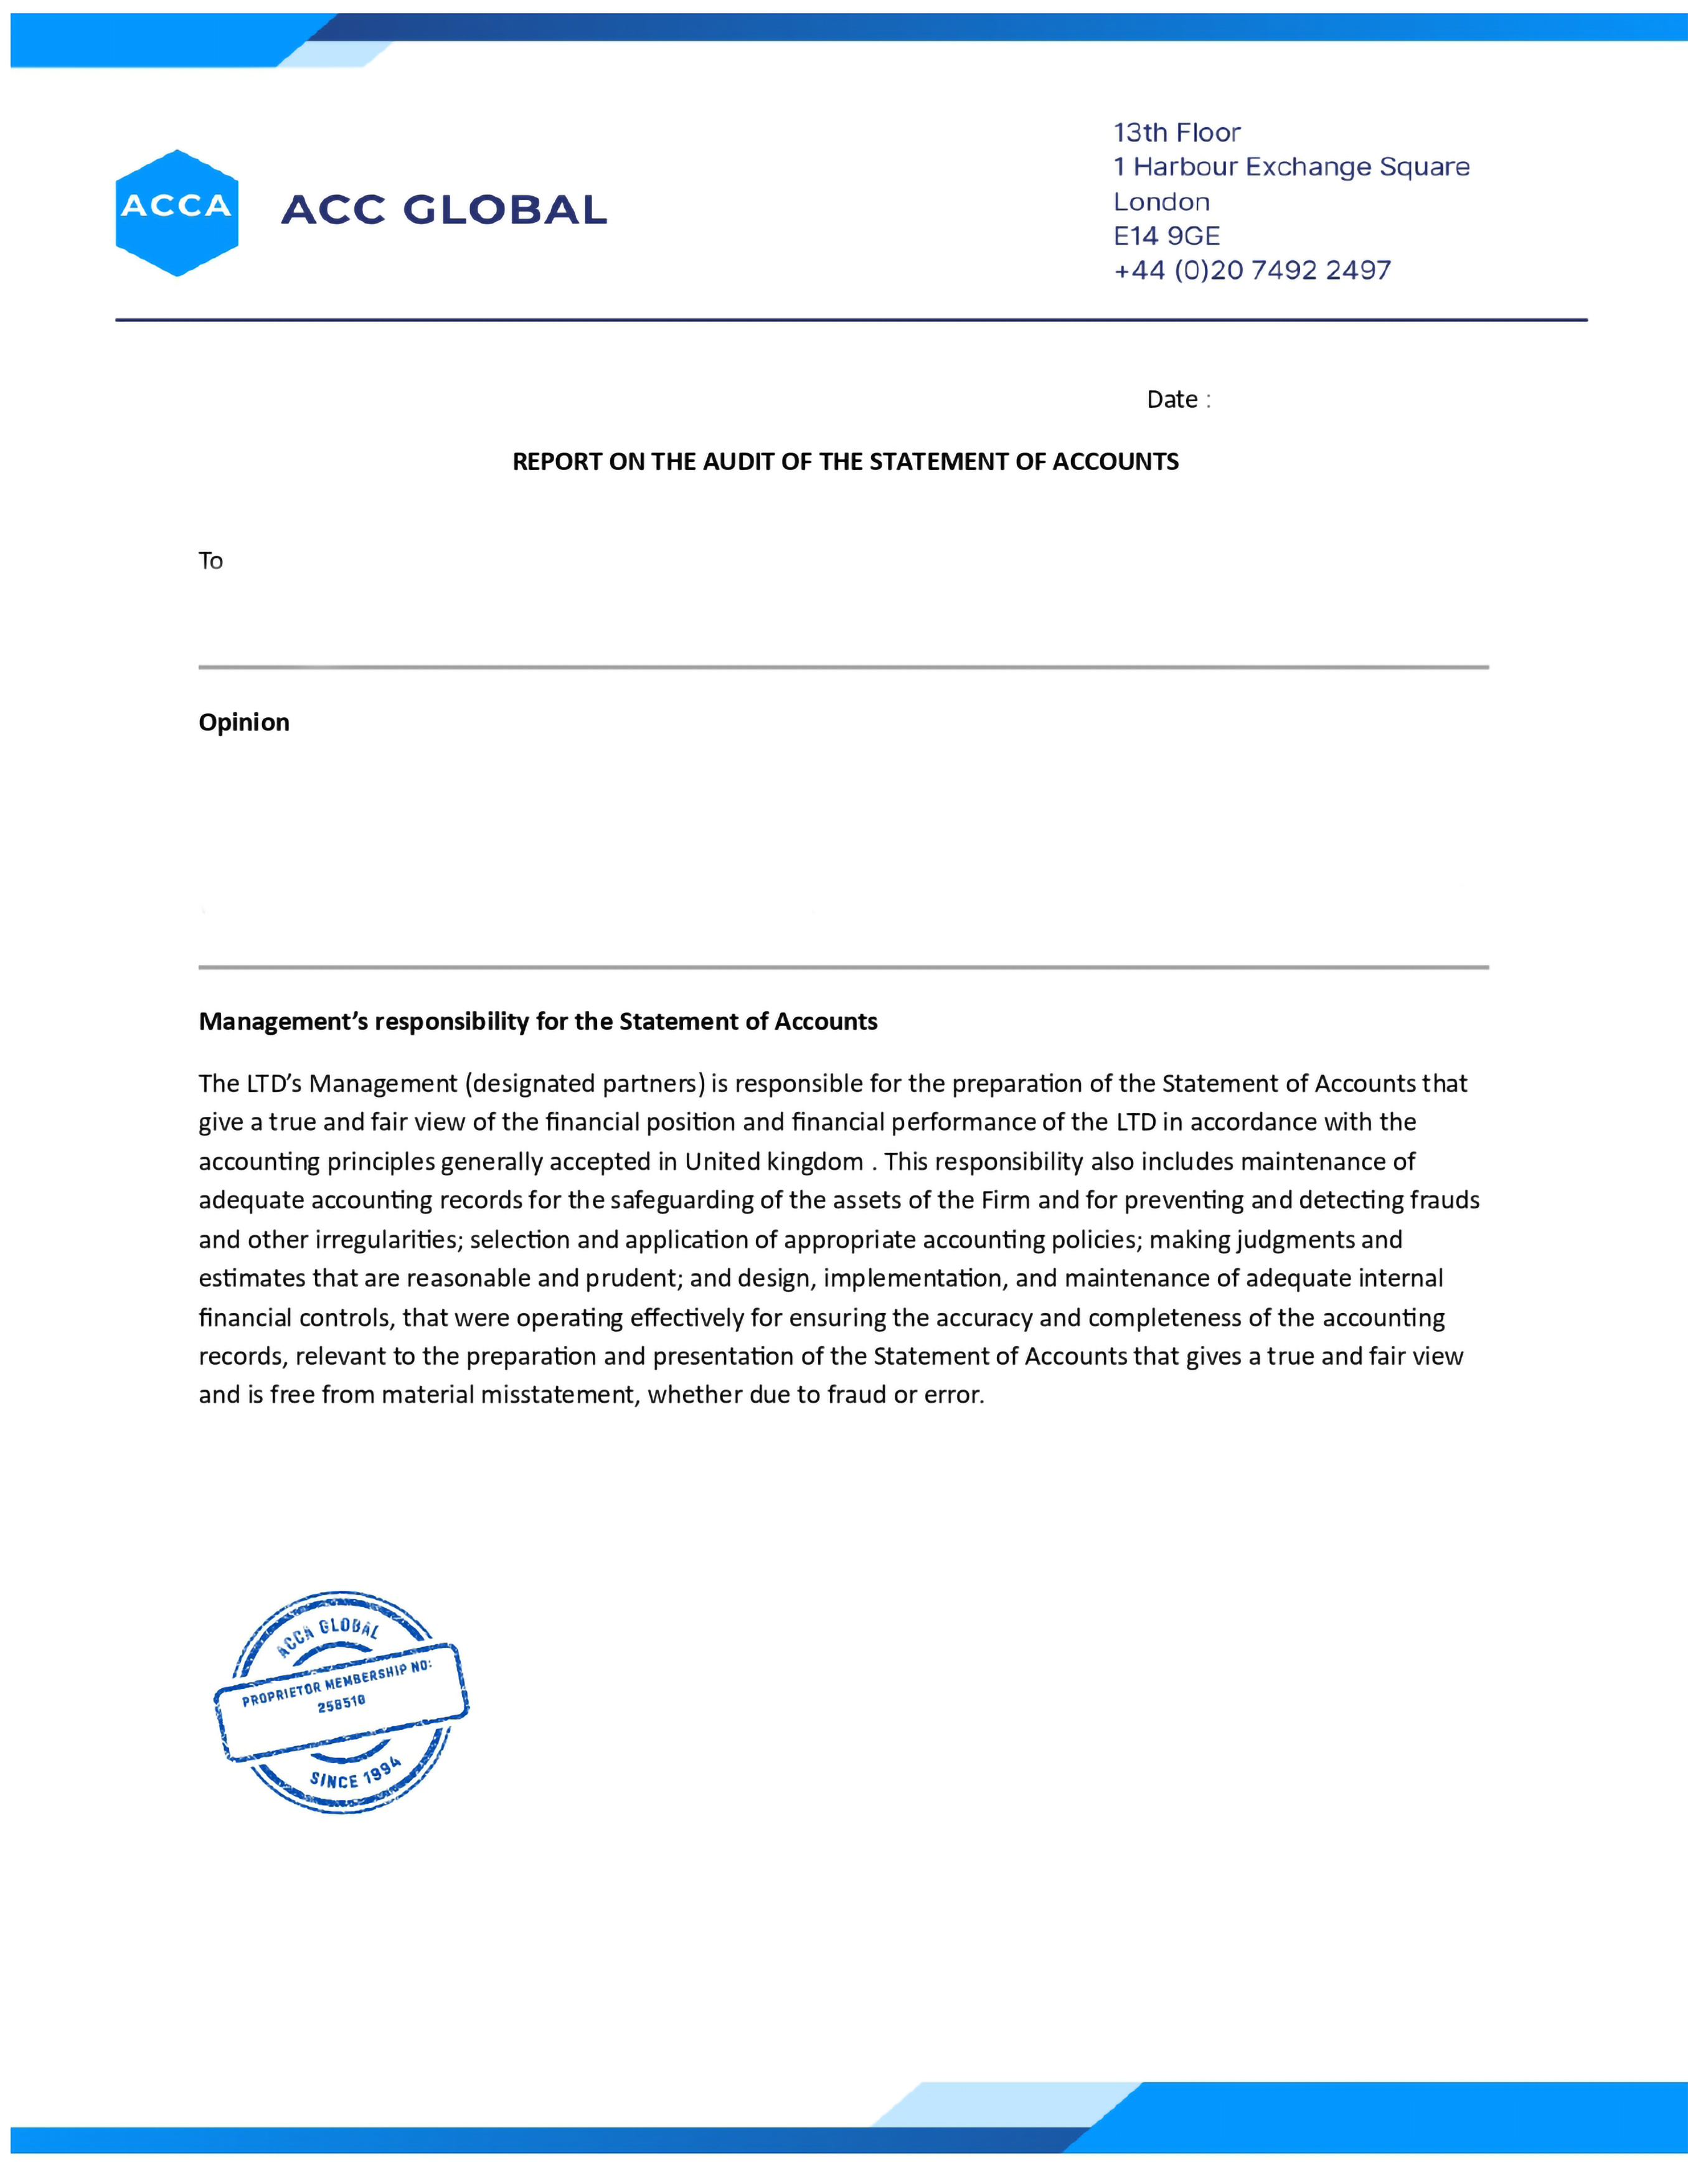 13th Floor
1 Harbour Exchange Square
London
E14 9GE
+44 (0)20 7492 2497
ACCA
ACC GLOBAL
Date :
REPORT ON THE AUDIT OF THE STATEMENT OF ACCOUNTS
To
Opinion
Management’s responsibility for the Statement of Accounts
The LTD’s Management (designated partners) is responsible for the preparation of the Statement of Accounts that
give a true and fair view of the financial position and financial performance of the LTD in accordance with the
accounting principles generally accepted in United kingdom . This responsibility also includes maintenance of
adequate accounting records for the safeguarding of the assets of the Firm and for preventing and detecting frauds
and other irregularities; selection and application of appropriate accounting policies; making judgments and
estimates that are reasonable and prudent; and design, implementation, and maintenance of adequate internal
financial controls, that were operating effectively for ensuring the accuracy and completeness of the accounting
records, relevant to the preparation and presentation of the Statement of Accounts that gives a true and fair view
and is free from material misstatement, whether due to fraud or error.
ACCA GLOBAL
PROPRIETOR MEMBERSHIP NO:
258510
SINCE 1994